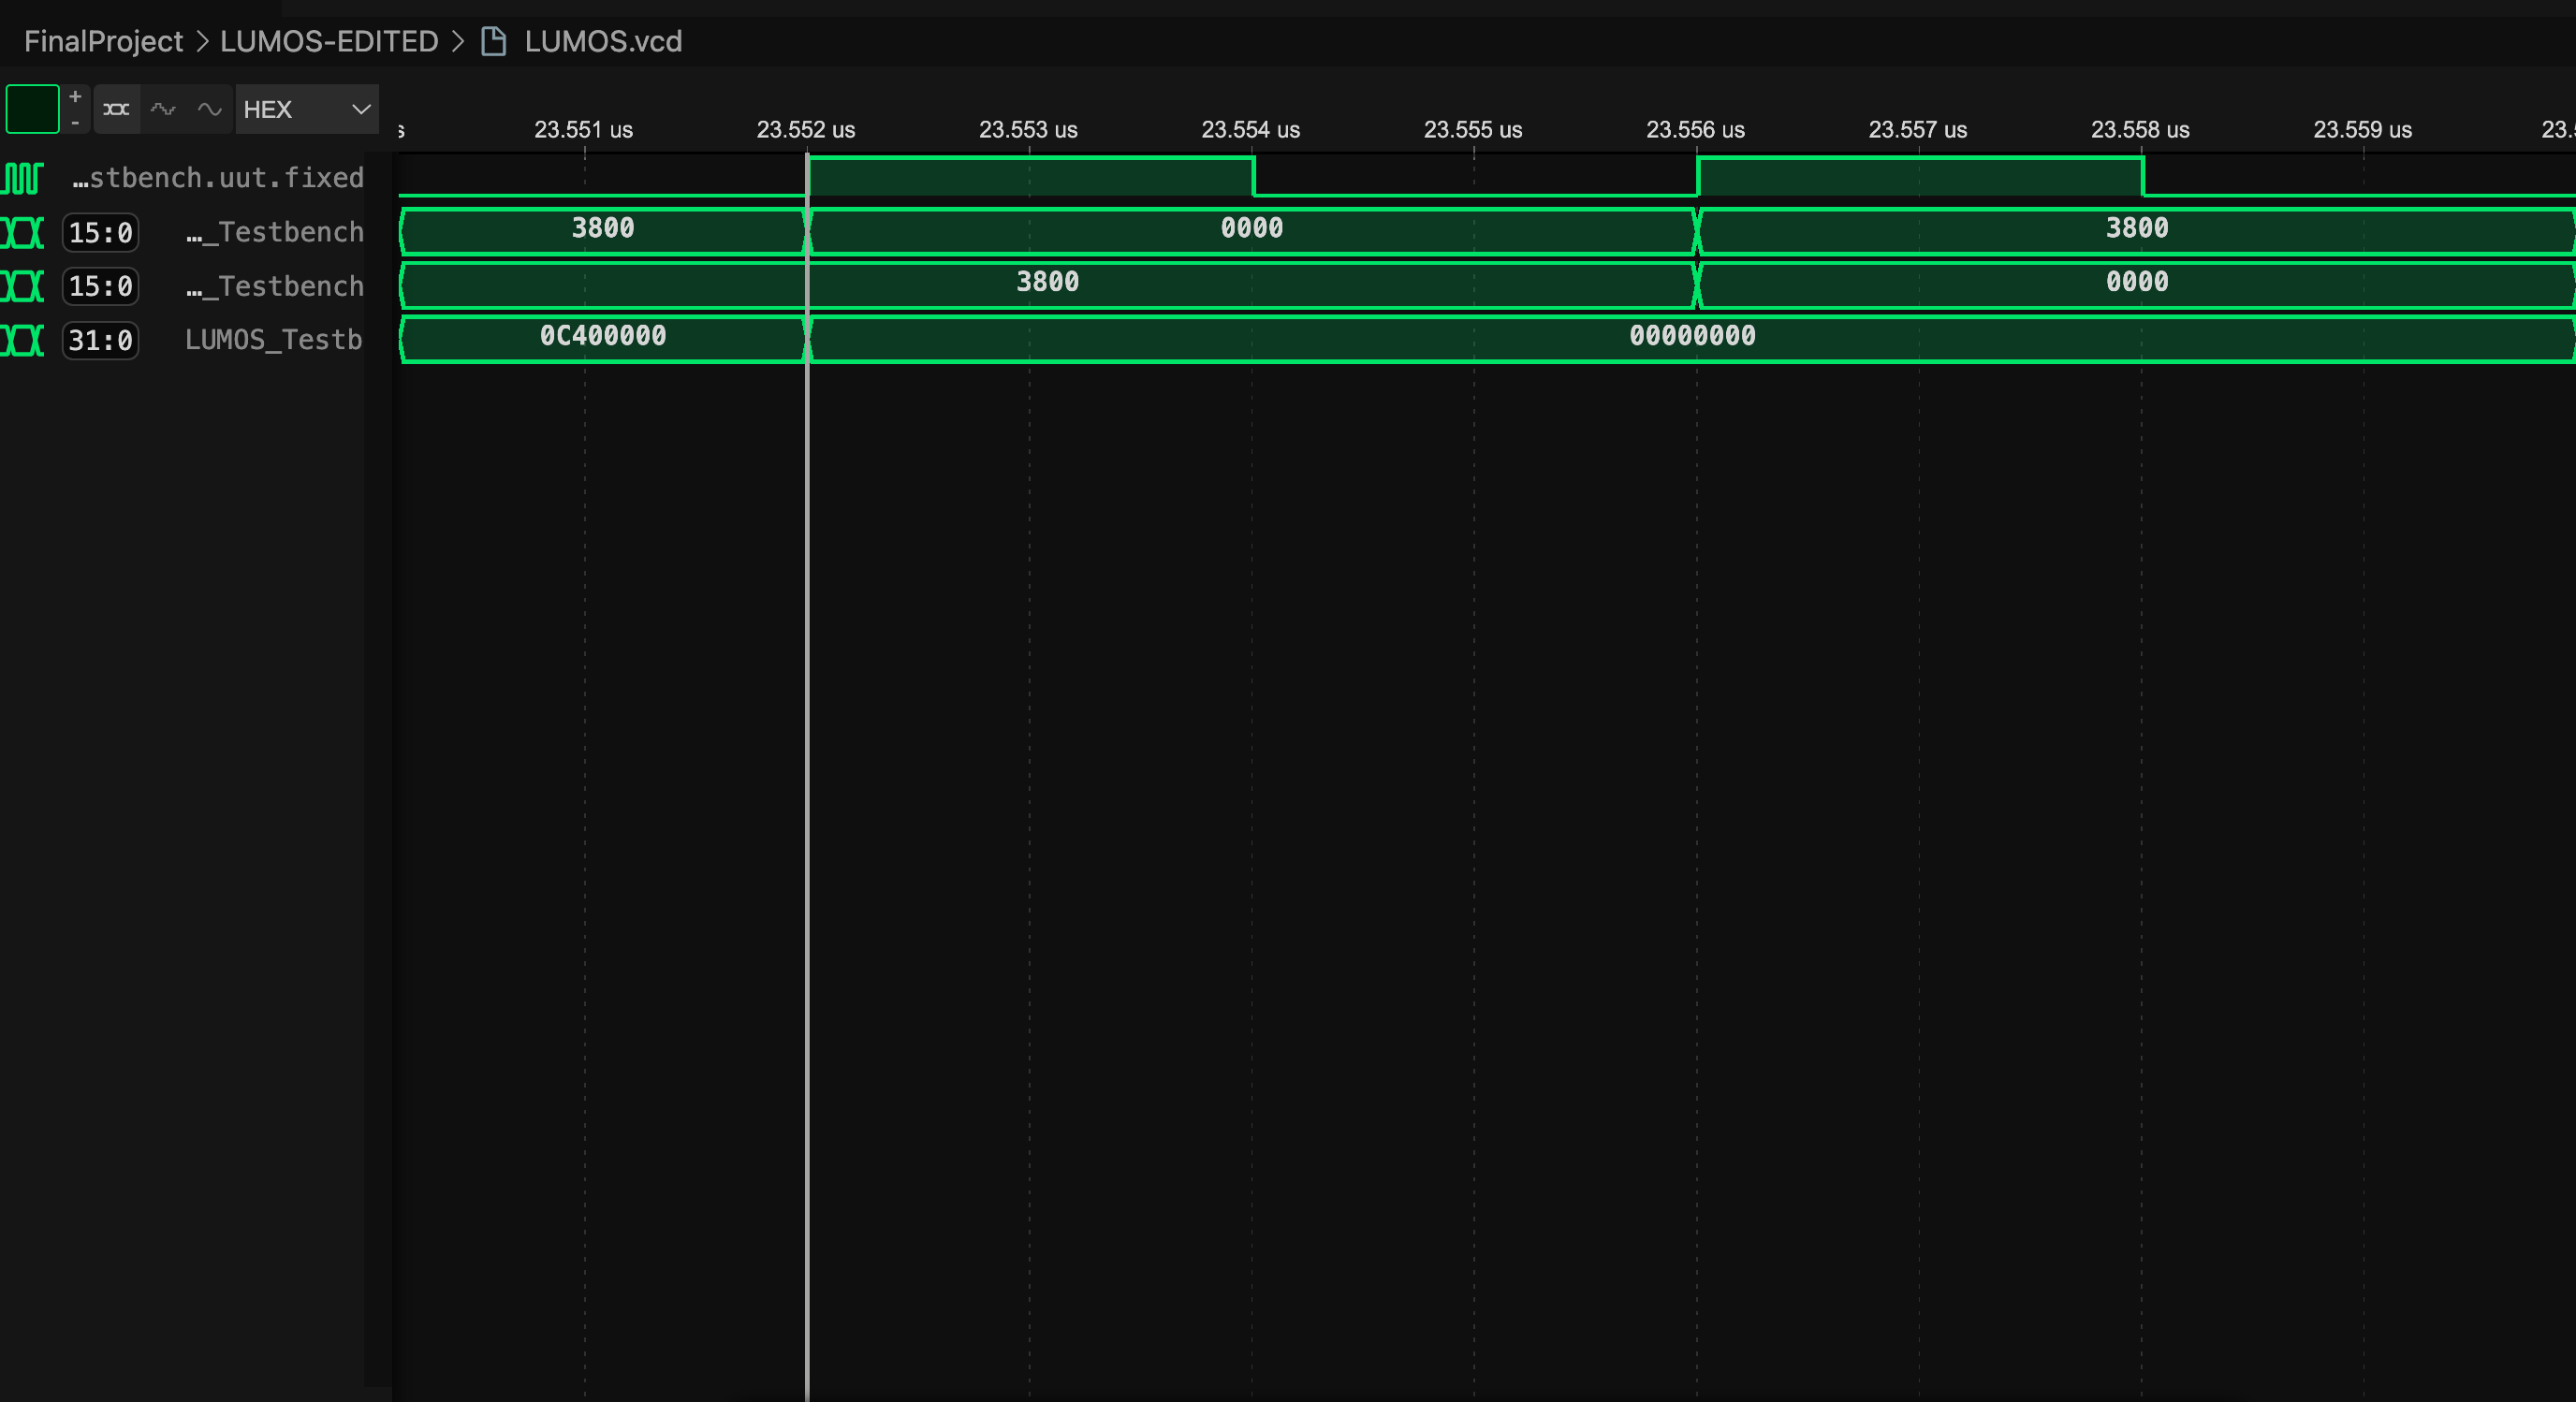 FinalProject > LUMOS-EDITED > LUMOS.vcd
+
-
HEX
s 23.551 us 23.552 us 23.553 us 23.554 us 23.555 us 23.556 us 23.557 us 23.558 us 23.559 us 23.
…stbench.uut.fixed
15:0 …_Testbench 3800 0000 3800
15:0 …_Testbench 3800 0000
31:0 LUMOS_Testb 0C400000 00000000